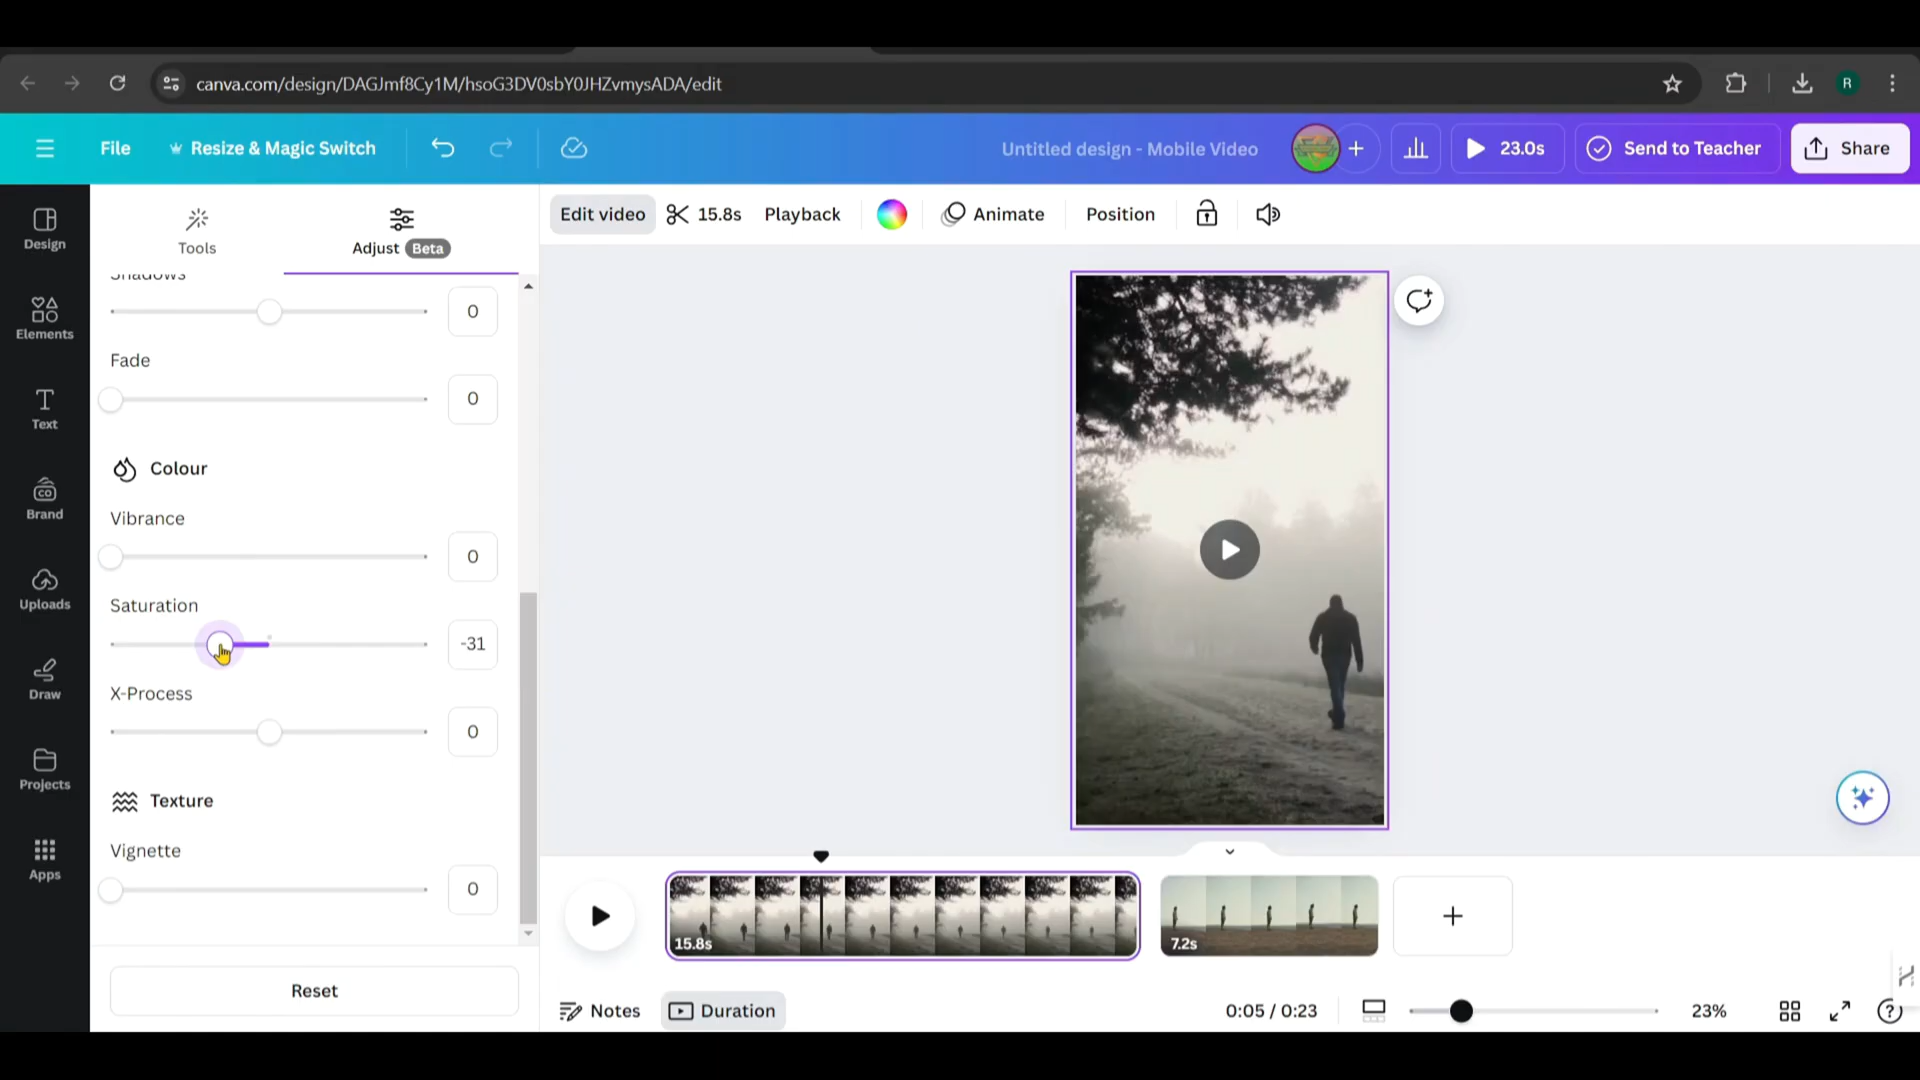 canva.com/design/DAGJmf8Cy1M/hsoG3DV0sbY0JHZvmysADA/edit
R
File
Resize & Magic Switch
Untitled design - Mobile Video
23.0s
Send to Teacher
Share
Design
Elements
Text
Brand
Uploads
Draw
Projects
Apps
Tools
Adjust Beta
Edit video
15.8s
Playback
Animate
Position
Shadows
0
Fade
0
Colour
Vibrance
0
Saturation
-31
X-Process
0
Texture
Vignette
0
Reset
15.8s
7.2s
Notes
Duration
0:05 / 0:23
23%